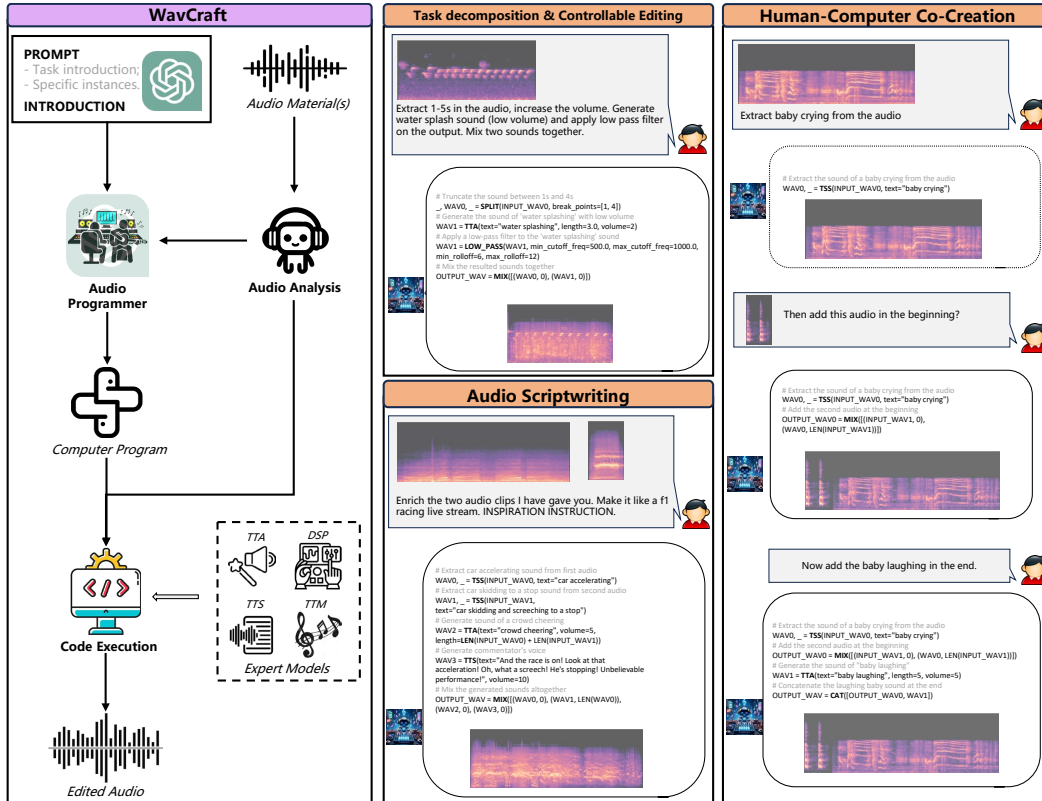 WavCraft
PROMPT
- Task introduction;
- Specific instances.
INTRODUCTION
Audio Material(s)
Audio
Programmer
Audio Analysis
Computer Program
TTA
DSP
TTS
TTM
Expert Models
Code Execution
Edited Audio
Task decomposition & Controllable Editing
Extract 1-5s in the audio, increase the volume. Generate
water splash sound (low volume) and apply low pass filter
on the output. Mix two sounds together.
# Truncate the sound between 1s and 4s
_, WAV0, _ = SPLIT(INPUT_WAV0, break_points=[1, 4])
# Generate the sound of 'water splashing' with low volume
WAV1 = TTA(text="water splashing", length=3.0, volume=2)
# Apply a low-pass filter to the 'water splashing' sound
WAV1 = LOW_PASS(WAV1, min_cutoff_freq=500.0, max_cutoff_freq=1000.0,
min_rolloff=6, max_rolloff=12)
# Mix the resulted sounds together
OUTPUT_WAV = MIX([(WAV0, 0), (WAV1, 0)])
Audio Scriptwriting
Enrich the two audio clips I have gave you. Make it like a f1
racing live stream. INSPIRATION INSTRUCTION.
# Extract car accelerating sound from first audio
WAV0, _ = TSS(INPUT_WAV0, text="car accelerating")
# Extract car skidding to a stop sound from second audio
WAV1, _ = TSS(INPUT_WAV1,
text="car skidding and screeching to a stop")
# Generate sound of a crowd cheering
WAV2 = TTA(text="crowd cheering", volume=5,
length=LEN(INPUT_WAV0) + LEN(INPUT_WAV1))
# Generate commentator's voice
WAV3 = TTS(text="And the race is on! Look at that
acceleration! Oh, what a screech! He's stopping! Unbelievable
performance!", volume=10)
# Mix the generated sounds altogether
OUTPUT_WAV = MIX([(WAV0, 0), (WAV1, LEN(WAV0)),
(WAV2, 0), (WAV3, 0)])
Human-Computer Co-Creation
Extract baby crying from the audio
# Extract the sound of a baby crying from the audio
WAV0, _ = TSS(INPUT_WAV0, text="baby crying")
Then add this audio in the beginning?
# Extract the sound of a baby crying from the audio
WAV0, _ = TSS(INPUT_WAV0, text="baby crying")
# Add the second audio at the beginning
OUTPUT_WAV0 = MIX([(INPUT_WAV1, 0),
(WAV0, LEN(INPUT_WAV1))])
Now add the baby laughing in the end.
# Extract the sound of a baby crying from the audio
WAV0, _ = TSS(INPUT_WAV0, text="baby crying")
# Add the second audio at the beginning
OUTPUT_WAV0 = MIX([(INPUT_WAV1, 0), (WAV0, LEN(INPUT_WAV1))])
# Generate the sound of "baby laughing"
WAV1 = TTA(text="baby laughing", length=5, volume=5)
# Concatenate the laughing baby sound at the end
OUTPUT_WAV = CAT([OUTPUT_WAV0, WAV1])